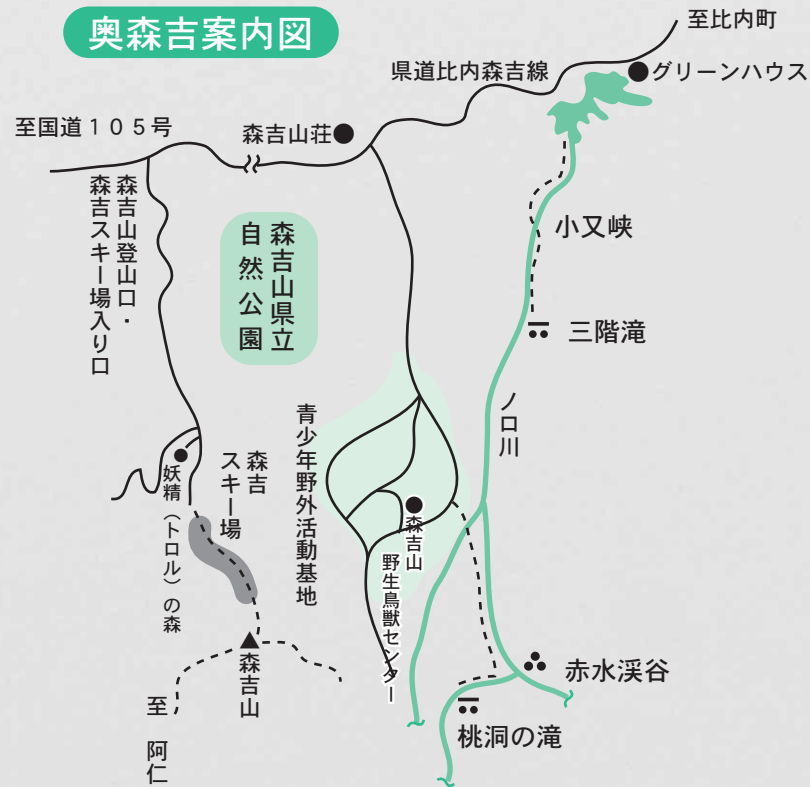 奥森吉案内図
至比内町
県道比内森吉線
グリーンハウス
至国道１０５号
森吉山荘
森吉山登山口・
森吉スキー場入り口
森吉山県立
自然公園
小又峡
三階滝
ノロ川
青少年野外活動基地
森吉
スキー場
妖精（トロル）の森
森吉山
野生鳥獣センター
森吉山
至　阿仁
赤水渓谷
桃洞の滝